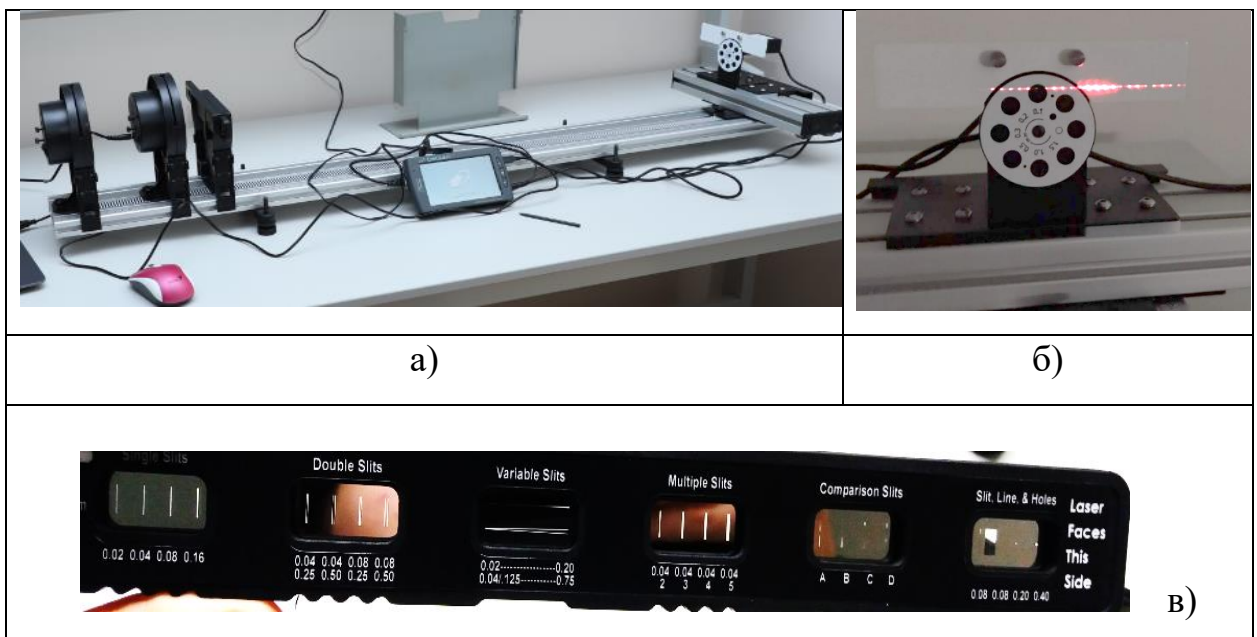 а)
б)
Single Slits
0.02 0.04 0.08 0.16
Double Slits
0.04 0.04 0.08 0.08
0.25 0.50 0.25 0.50
Variable Slits
0.02------------0.20
0.04/.125-----------0.75
Multiple Slits
0.04 0.04 0.04 0.04
2 3 4 5
Comparison Slits
A B C D
Slit, Line, & Holes
0.08 0.08 0.20 0.40
Laser
Faces
This
Side
в)